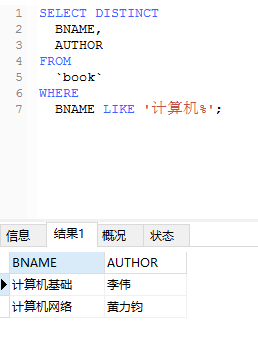 1 SELECT DISTINCT
2 BNAME,
3 AUTHOR
4 FROM
5 `book`
6 WHERE
7 BNAME LIKE '计算机%';
信息 结果1 概况 状态
BNAME AUTHOR
计算机基础 李伟
计算机网络 黄力钧